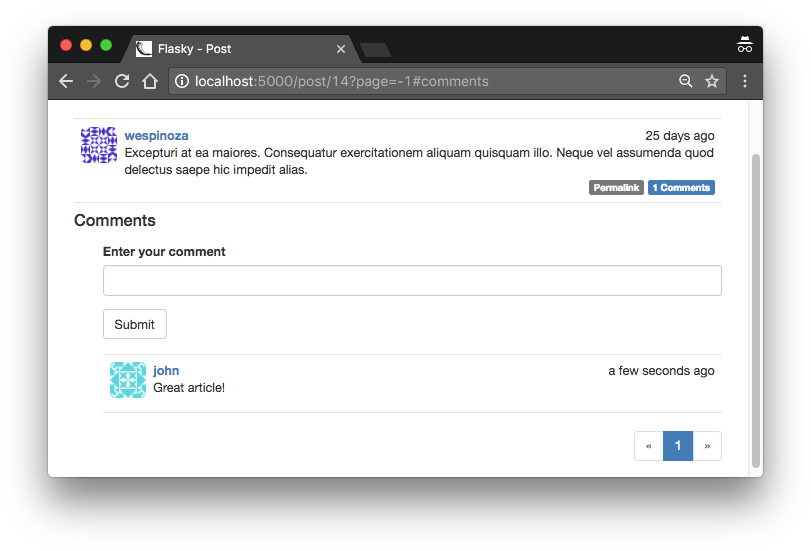 Flasky - Post
localhost:5000/post/14?page=-1#comments
wespinoza 25 days ago
Excepturi at ea maiores. Consequatur exercitationem aliquam quisquam illo. Neque vel assumenda quod
delectus saepe hic impedit alias.
Permalink 1 Comments
Comments
Enter your comment
Submit
john a few seconds ago
Great article!
« 1 »